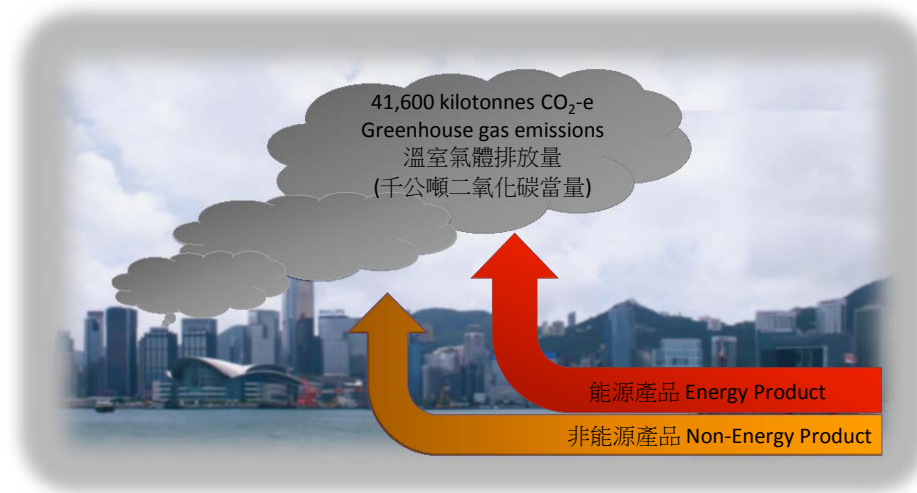 41,600 kilotonnes CO₂-e
Greenhouse gas emissions
溫室氣體排放量
(千公噸二氧化碳當量)
能源產品 Energy Product
非能源產品 Non-Energy Product